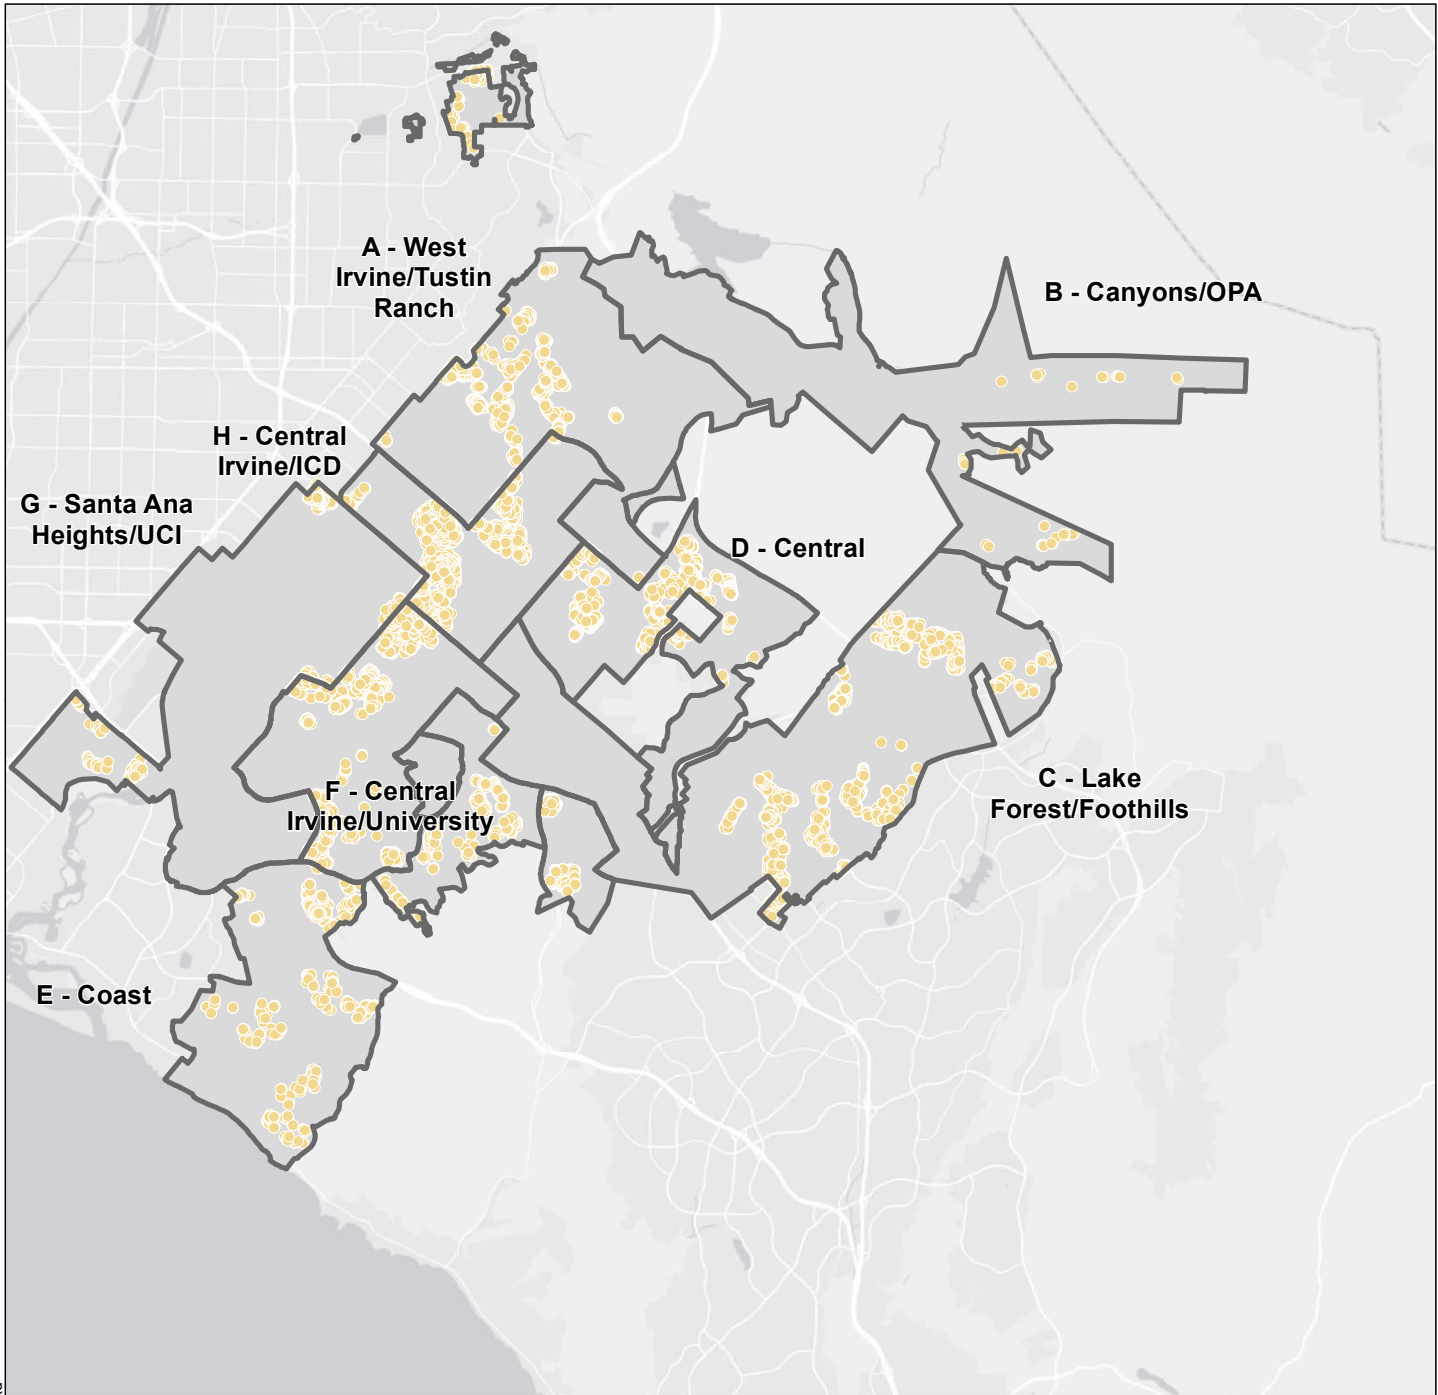 A - West
Irvine/Tustin
Ranch
B - Canyons/OPA
H - Central
Irvine/ICD
G - Santa Ana
Heights/UCI
D - Central
C - Lake
Forest/Foothills
F - Central
Irvine/University
E - Coast